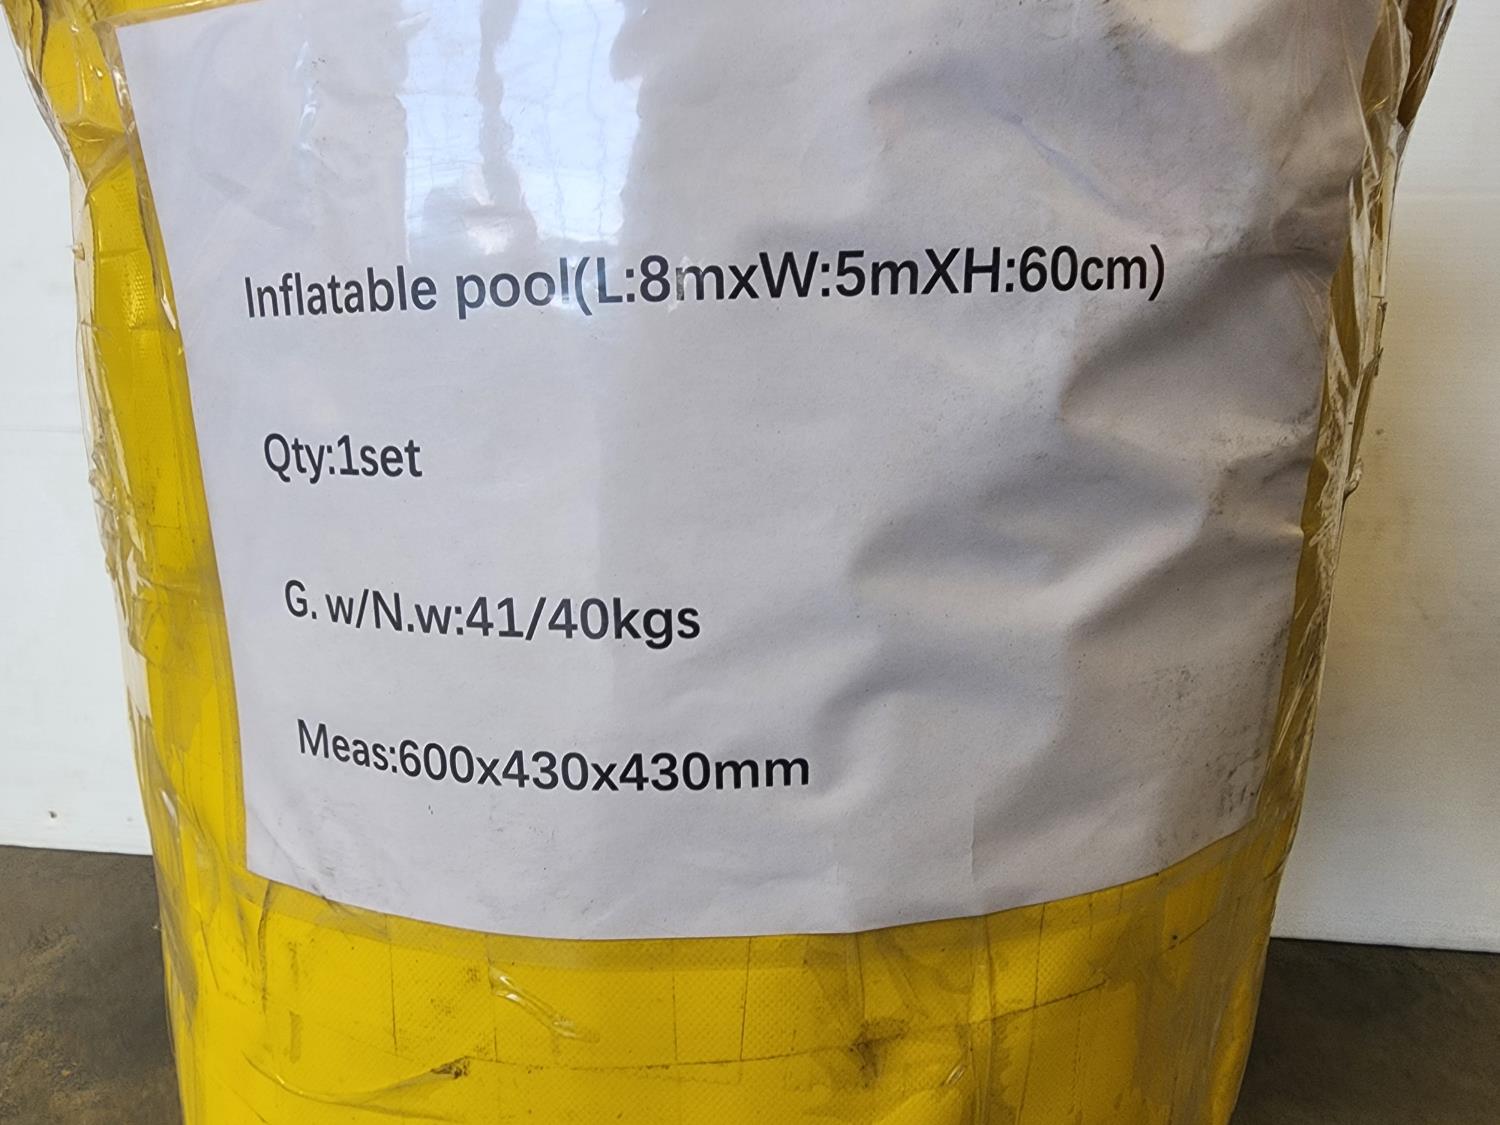 Inflatable pool(L:8mxW:5mXH:60cm)
Qty:1set
G. w/N.w:41/40kgs
Meas:600x430x430mm